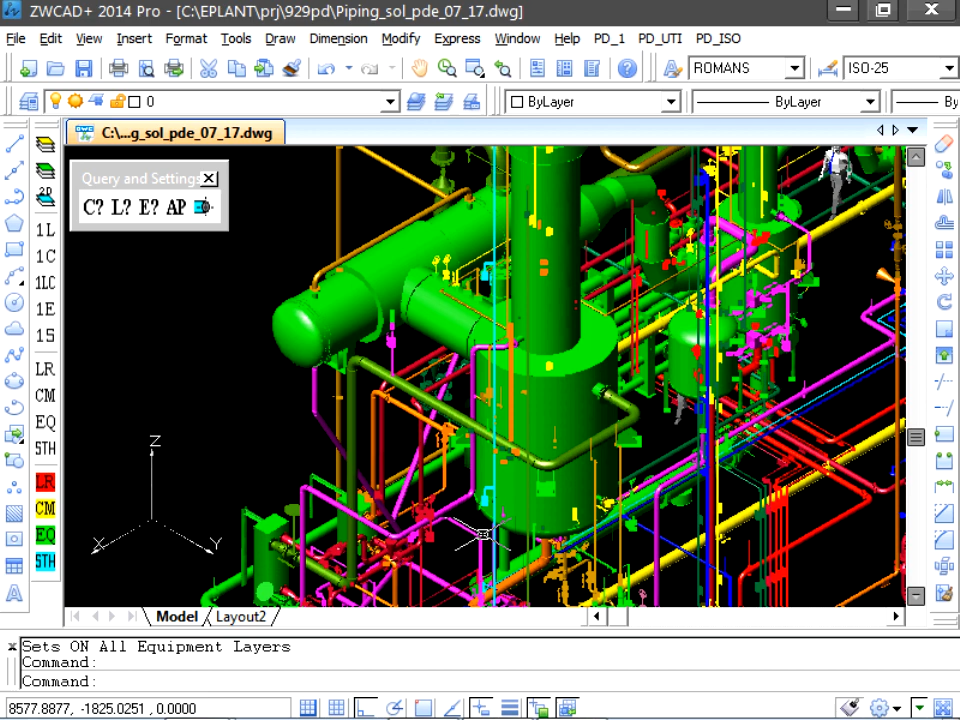 ZWCAD+ 2014 Pro - [C:\EPLANT\prj\929pd\Piping_sol_pde_07_17.dwg]
File Edit View Insert Format Tools Draw Dimension Modify Express Window Help PD_1 PD_UTI PD_ISO
ROMANS ISO-25
0 ByLayer ByLayer By
C:\...g_sol_pde_07_17.dwg
2D
Query and Settings
C? L? E? AP
1L
1C
1LC
1E
1S
LR
CM
EQ
STH
LR
CM
EQ
STH
Z
X
Y
Model Layout2
Sets ON All Equipment Layers
Command:
Command:
8577.8877, -1825.0251 , 0.0000